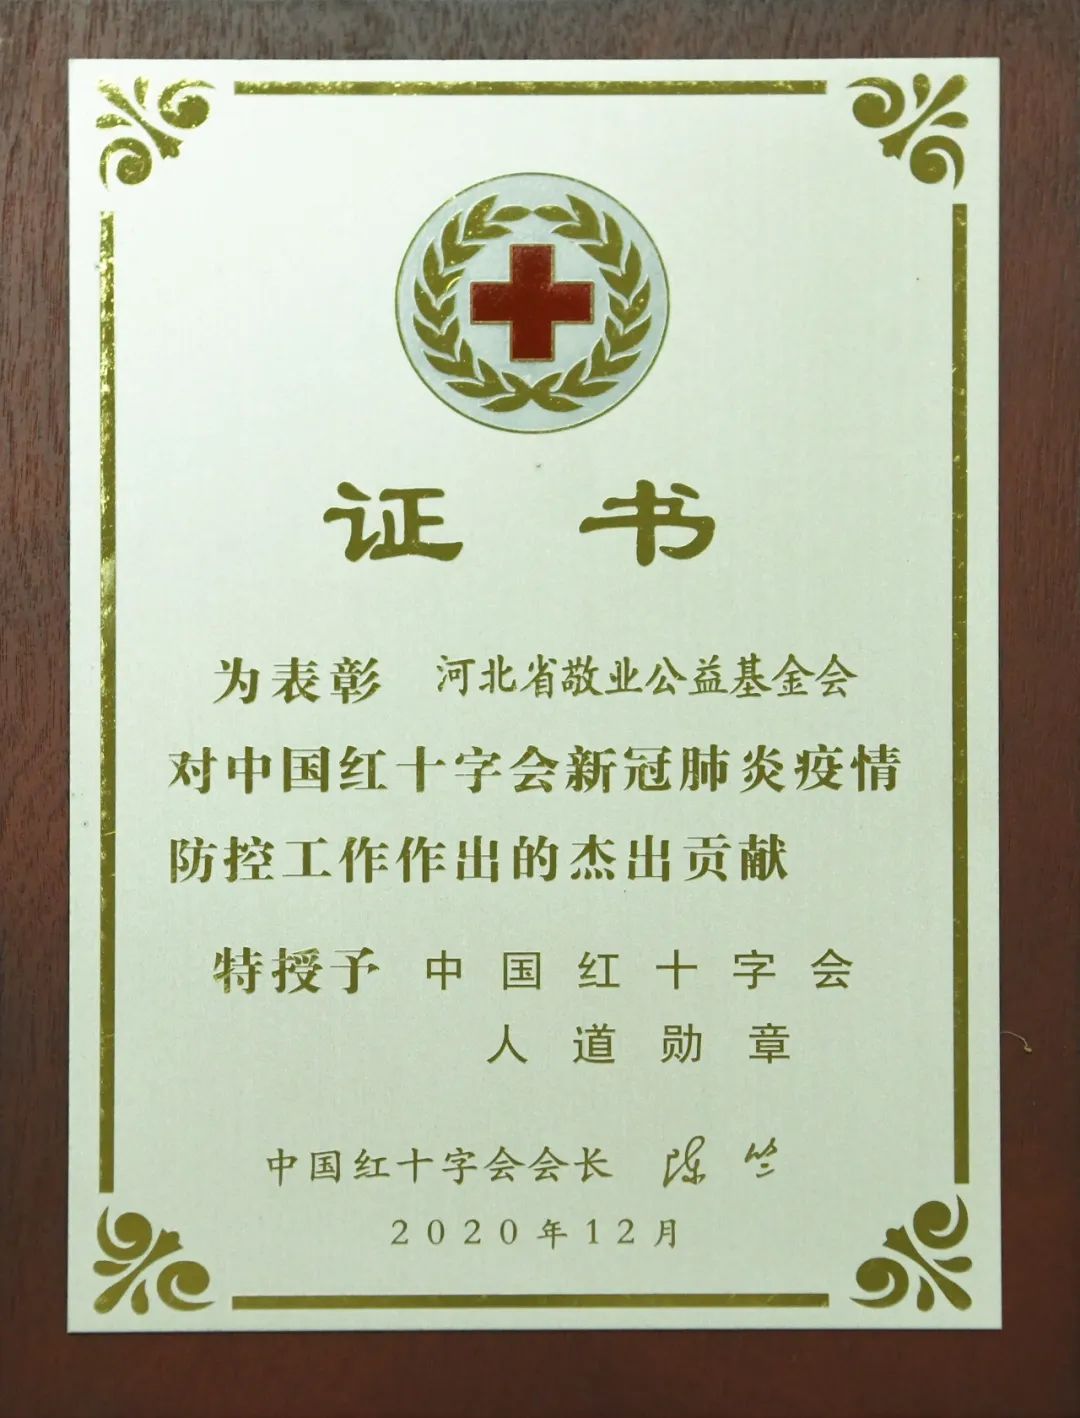 证书
为表彰 河北省敬业公益基金会
对中国红十字会新冠肺炎疫情
防控工作作出的杰出贡献
特授予 中国红十字会
人道勋章
中国红十字会会长 陈竺
2020年12月